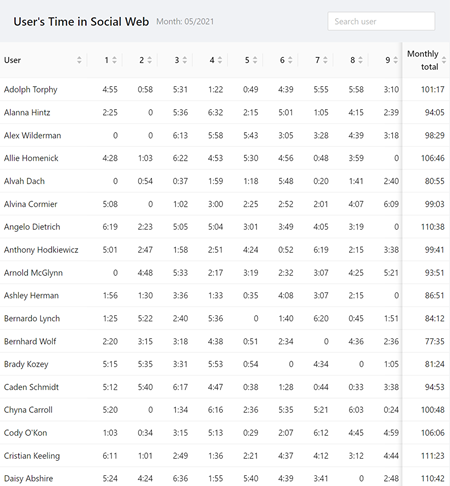 User's Time in Social Web Month: 05/2021 Search user
User 1 2 3 4 5 6 7 8 9 Monthly total
Adolph Torphy 4:55 0:58 5:31 1:22 0:49 4:39 5:55 5:58 3:10 101:17
Alanna Hintz 2:25 0 5:36 6:32 2:15 5:01 1:05 4:15 2:39 94:05
Alex Wilderman 0 0 6:13 5:58 5:43 3:05 3:28 4:39 3:18 98:29
Allie Homenick 4:28 1:03 6:22 4:53 5:30 4:56 0:48 3:59 0 106:46
Alvah Dach 0 0:54 0:37 1:59 1:18 5:48 0:20 1:41 2:40 80:55
Alvina Cormier 5:08 0 1:02 3:00 2:25 2:52 2:01 4:07 6:09 99:03
Angelo Dietrich 6:19 2:23 5:05 5:04 3:01 3:49 4:05 3:19 0 110:38
Anthony Hodkiewicz 5:01 2:47 1:58 2:51 4:24 0:52 6:19 2:15 3:38 99:41
Arnold McGlynn 0 4:48 5:33 2:17 3:19 2:32 3:07 4:25 5:21 93:51
Ashley Herman 1:56 1:30 3:36 1:33 0:35 4:08 3:07 2:15 0 86:51
Bernardo Lynch 1:25 5:22 2:40 5:36 0 1:40 6:20 0:45 1:51 84:12
Bernhard Wolf 2:20 3:15 3:18 4:38 0:51 2:34 0 4:36 2:36 77:35
Brady Kozey 5:15 5:35 3:31 5:53 0:54 0 4:34 0 1:05 81:24
Caden Schmidt 5:12 5:40 6:17 4:47 0:38 1:28 0:44 0:33 3:38 94:53
Chyna Carroll 5:20 0 1:34 6:16 2:36 5:35 5:21 6:03 0:24 100:48
Cody O'Kon 1:03 0:34 3:15 5:13 0:29 2:07 6:12 4:45 4:59 106:06
Cristian Keeling 6:11 1:01 2:49 1:36 2:21 4:37 4:12 3:12 4:44 111:23
Daisy Abshire 5:24 4:24 6:36 1:55 5:40 4:39 3:41 0 2:48 110:42